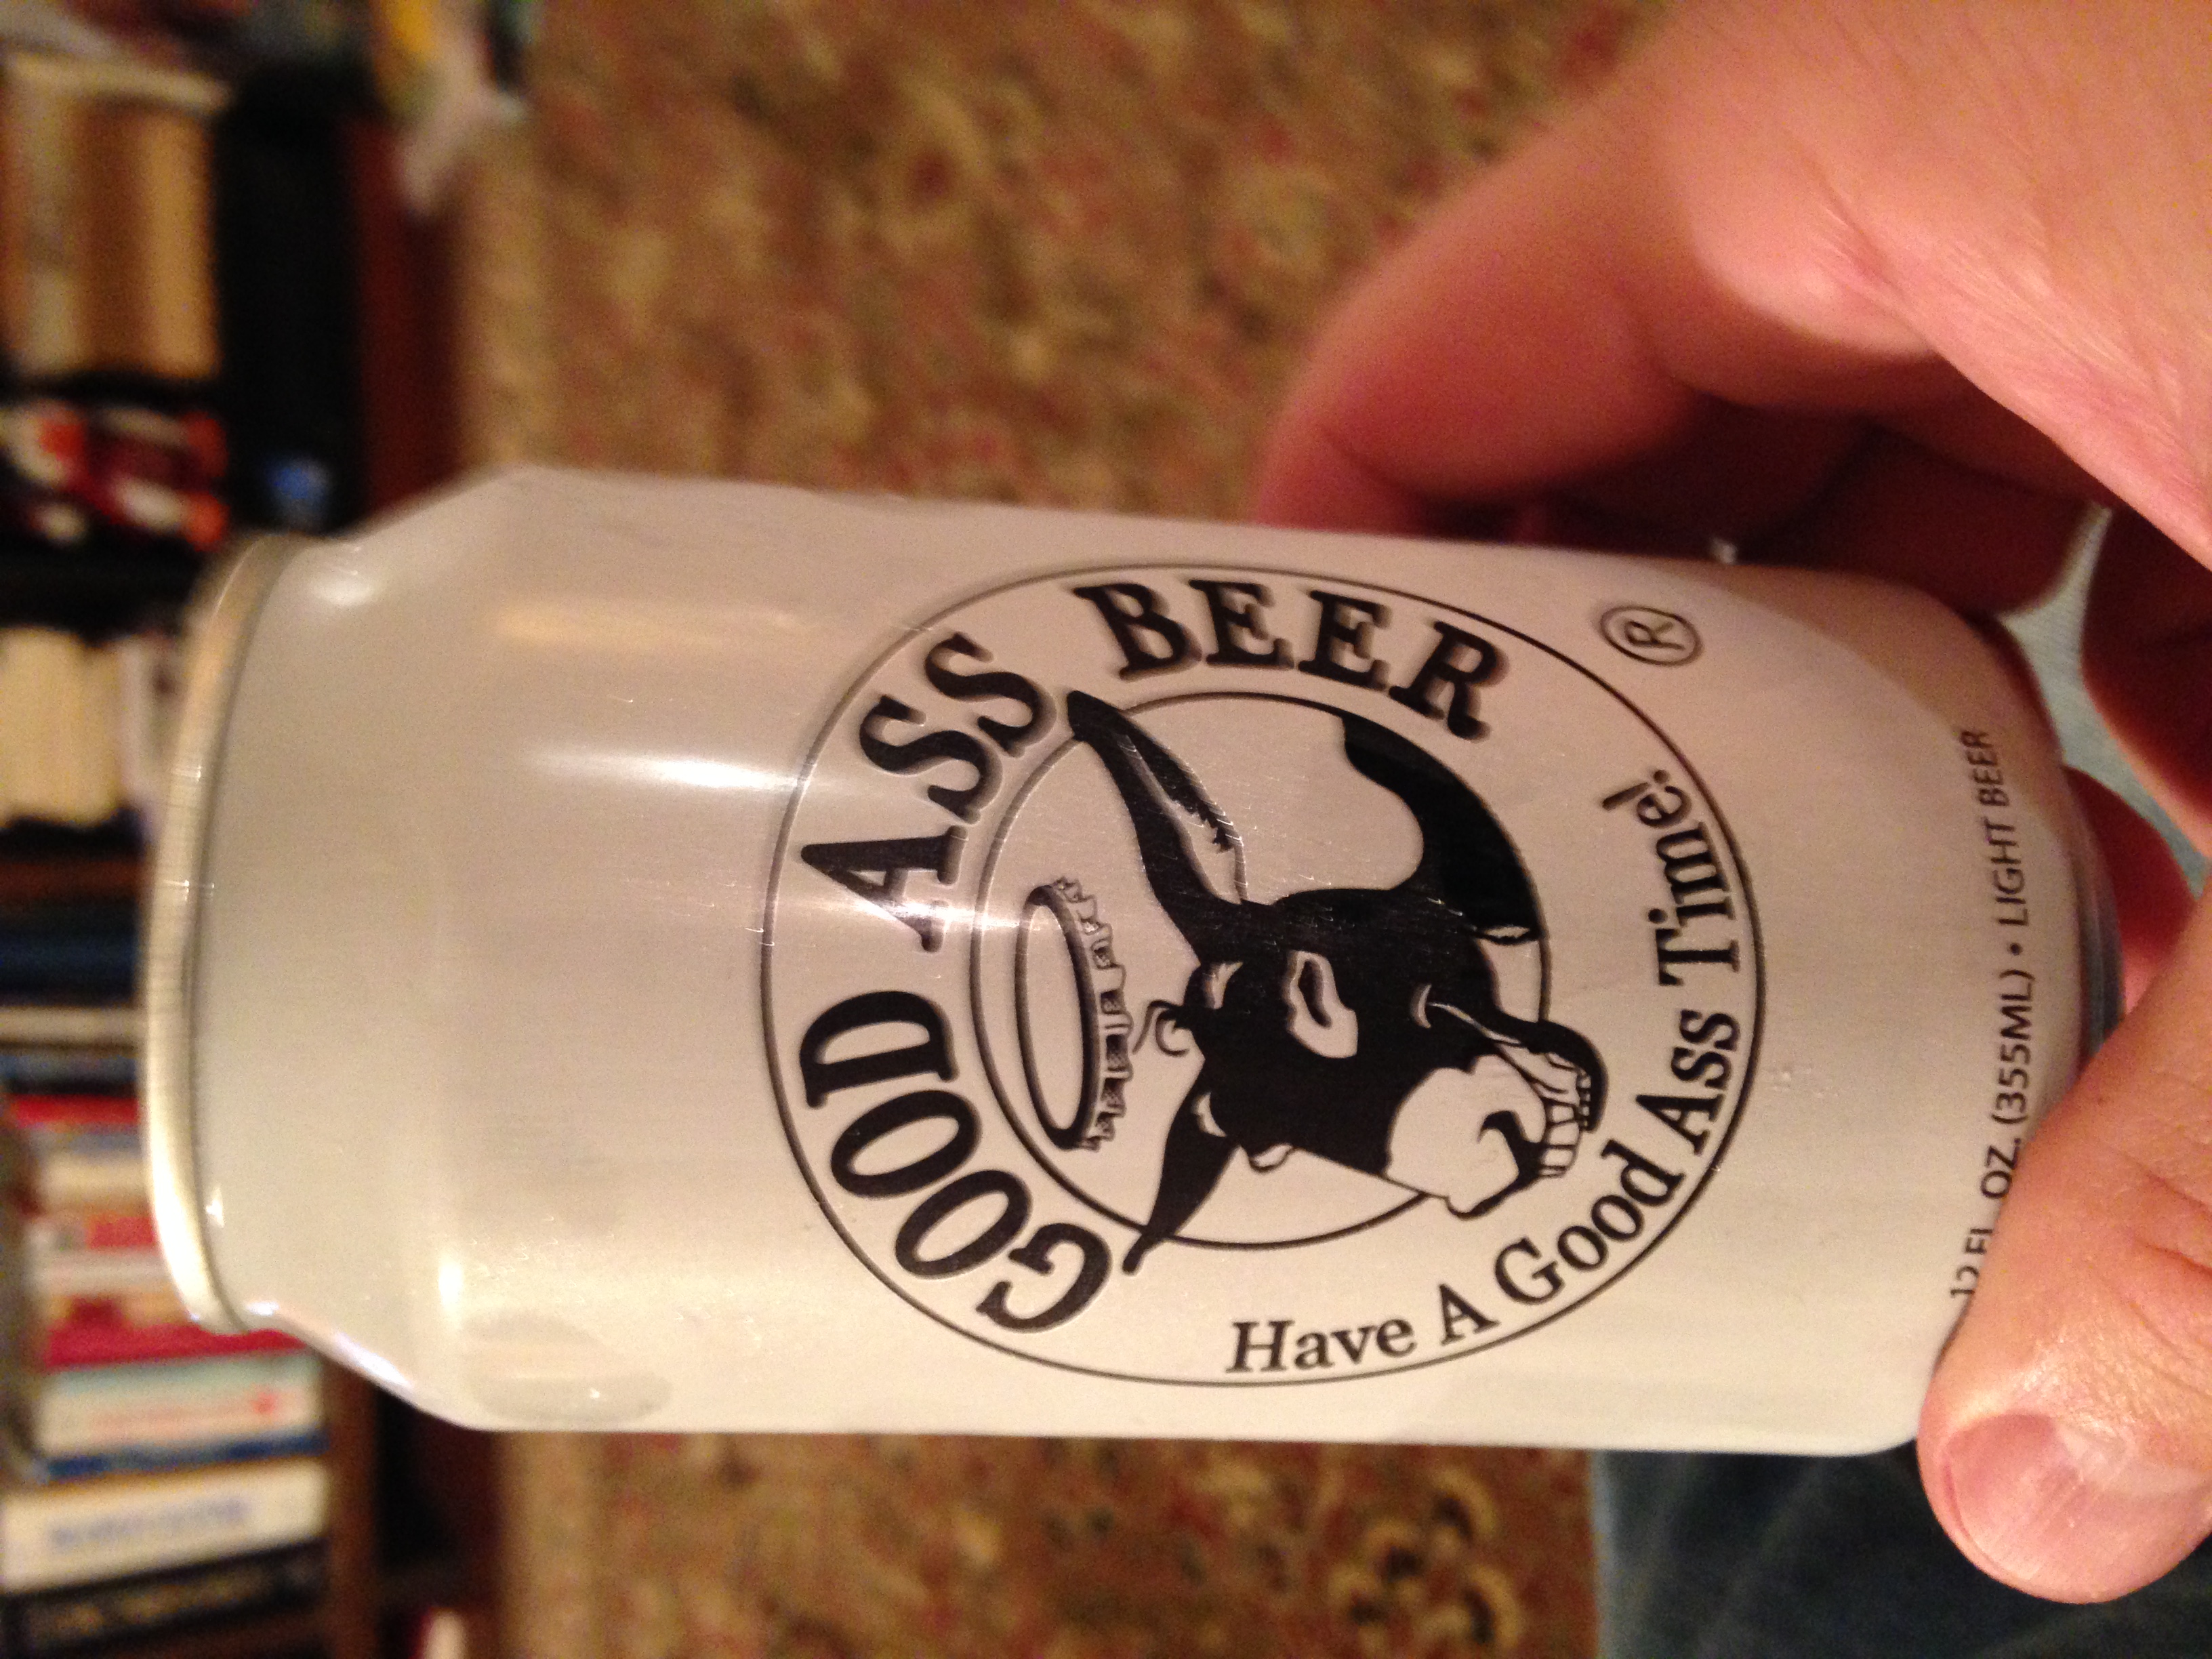 GOOD ASS BEER
®
Have A Good Ass Time!
12 FL OZ. (355ML) • LIGHT BEER